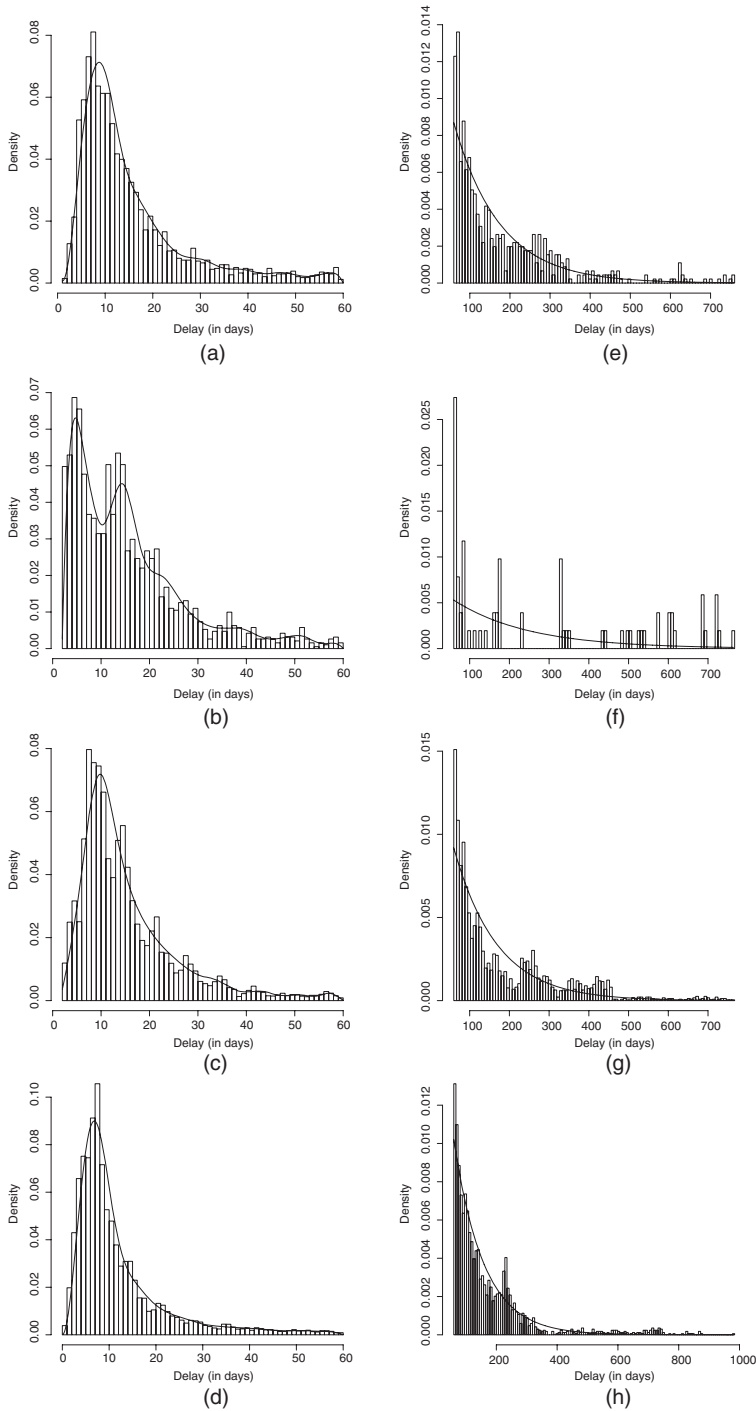 0.00 0.02 0.04 0.06 0.08
Density
0 10 20 30 40 50 60
Delay (in days)
(a)
0.000 0.002 0.004 0.006 0.008 0.010 0.012 0.014
Density
100 200 300 400 500 600 700
Delay (in days)
(e)
0.00 0.01 0.02 0.03 0.04 0.05 0.06 0.07
Density
0 10 20 30 40 50 60
Delay (in days)
(b)
0.000 0.005 0.010 0.015 0.020 0.025
Density
100 200 300 400 500 600 700
Delay (in days)
(f)
0.00 0.02 0.04 0.06 0.08
Density
0 10 20 30 40 50 60
Delay (in days)
(c)
0.000 0.005 0.010 0.015
Density
100 200 300 400 500 600 700
Delay (in days)
(g)
0.00 0.02 0.04 0.06 0.08 0.10
Density
0 10 20 30 40 50 60
Delay (in days)
(d)
0.000 0.002 0.004 0.006 0.008 0.010 0.012
Density
200 400 600 800 1000
Delay (in days)
(h)